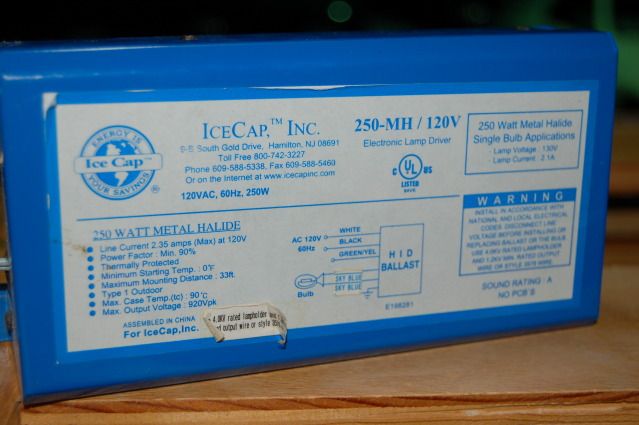 ENERGY IS
Ice Cap™
YOUR SAVINGS
ICECAP,™ INC.
9-B South Gold Drive, Hamilton, NJ 08691
Toll Free 800-742-3227
Phone 609-588-5338, Fax 609-588-5460
Or on the Internet at www.icecapinc.com
120VAC, 60Hz, 250W
250-MH / 120V
Electronic Lamp Driver
C UL US
LISTED
250 Watt Metal Halide
Single Bulb Applications
- Lamp Voltage : 130V
- Lamp Current : 2.1A
250 WATT METAL HALIDE
Line Current 2.35 amps (Max) at 120V
Power Factor : Min. 90%
Thermally Protected
Minimum Starting Temp. : 0°F
Maximum Mounting Distance : 33ft.
Type 1 Outdoor
Max. Case Temp.(tc) : 90°C
Max. Output Voltage : 920Vpk
ASSEMBLED IN CHINA
For IceCap,Inc.
4.0KV rated lampholder
output wire or style
AC 120V
60Hz
WHITE
BLACK
GREEN/YEL
SKY BLUE
SKY BLUE
Bulb
HID
BALLAST
E198281
WARNING
INSTALL IN ACCORDANCE WITH
NATIONAL AND LOCAL ELECTRICAL
CODES. DISCONNECT LINE
VOLTAGE BEFORE INSTALLING OR
REPLACING BALLAST OR THE BULB.
USE 4.0KV RATED LAMPHOLDER
AND 1.2KV MIN. RATED OUTPUT
WIRE OR STYLE
SOUND RATING : A
NO PCB'S